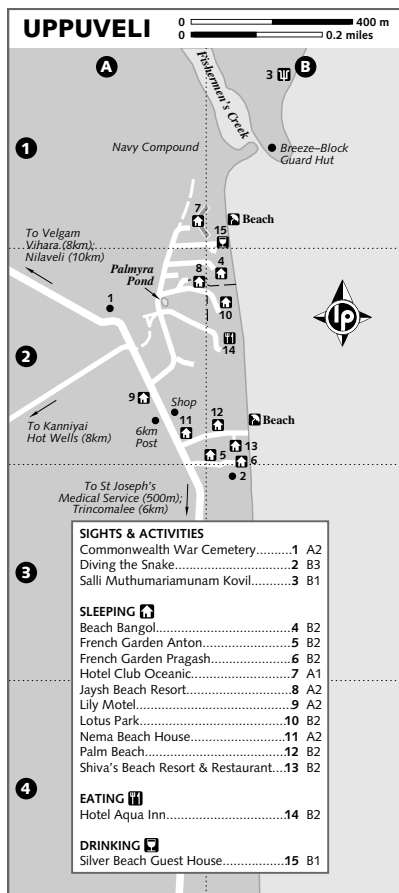 UPPUVELI
0 400 m
0 0.2 miles
A
B
Fishermen's Creek
3
1
Navy Compound
Breeze–Block
Guard Hut
7
Beach
15
To Velgam
Vihara (8km);
Nilaveli (10km)
4
Palmyra
Pond
8
1
10
lp
2
14
9
Shop
12
Beach
11
To Kanniyai
Hot Wells (8km)
6km
Post
13
5
6
2
To St Joseph's
Medical Service (500m);
Trincomalee (6km)
3
SIGHTS & ACTIVITIES
Commonwealth War Cemetery..........1 A2
Diving the Snake..............................2 B3
Salli Muthumariamunam Kovil..........3 B1
SLEEPING
Beach Bangol...................................4 B2
French Garden Anton.......................5 B2
French Garden Pragash....................6 B2
Hotel Club Oceanic..........................7 A1
Jaysh Beach Resort..........................8 A2
Lily Motel........................................9 A2
Lotus Park......................................10 B2
Nema Beach House........................11 A2
Palm Beach....................................12 B2
Shiva's Beach Resort & Restaurant....13 B2
4
EATING
Hotel Aqua Inn...............................14 B2
DRINKING
Silver Beach Guest House...............15 B1